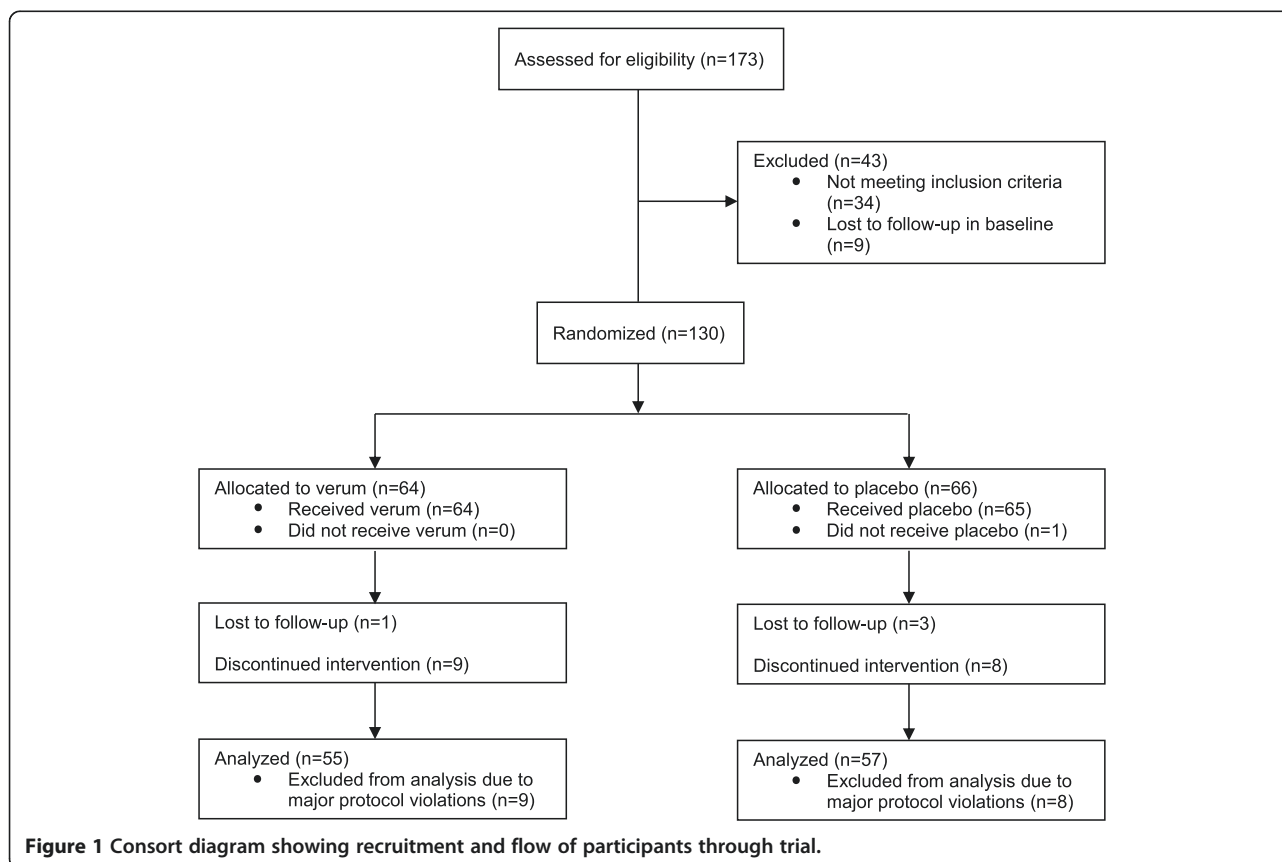 Assessed for eligibility (n=173)
Excluded (n=43)
• Not meeting inclusion criteria
(n=34)
• Lost to follow-up in baseline
(n=9)
Randomized (n=130)
Allocated to verum (n=64)
• Received verum (n=64)
• Did not receive verum (n=0)
Allocated to placebo (n=66)
• Received placebo (n=65)
• Did not receive placebo (n=1)
Lost to follow-up (n=1)
Discontinued intervention (n=9)
Lost to follow-up (n=3)
Discontinued intervention (n=8)
Analyzed (n=55)
• Excluded from analysis due to
major protocol violations (n=9)
Analyzed (n=57)
• Excluded from analysis due to
major protocol violations (n=8)
Figure 1 Consort diagram showing recruitment and flow of participants through trial.